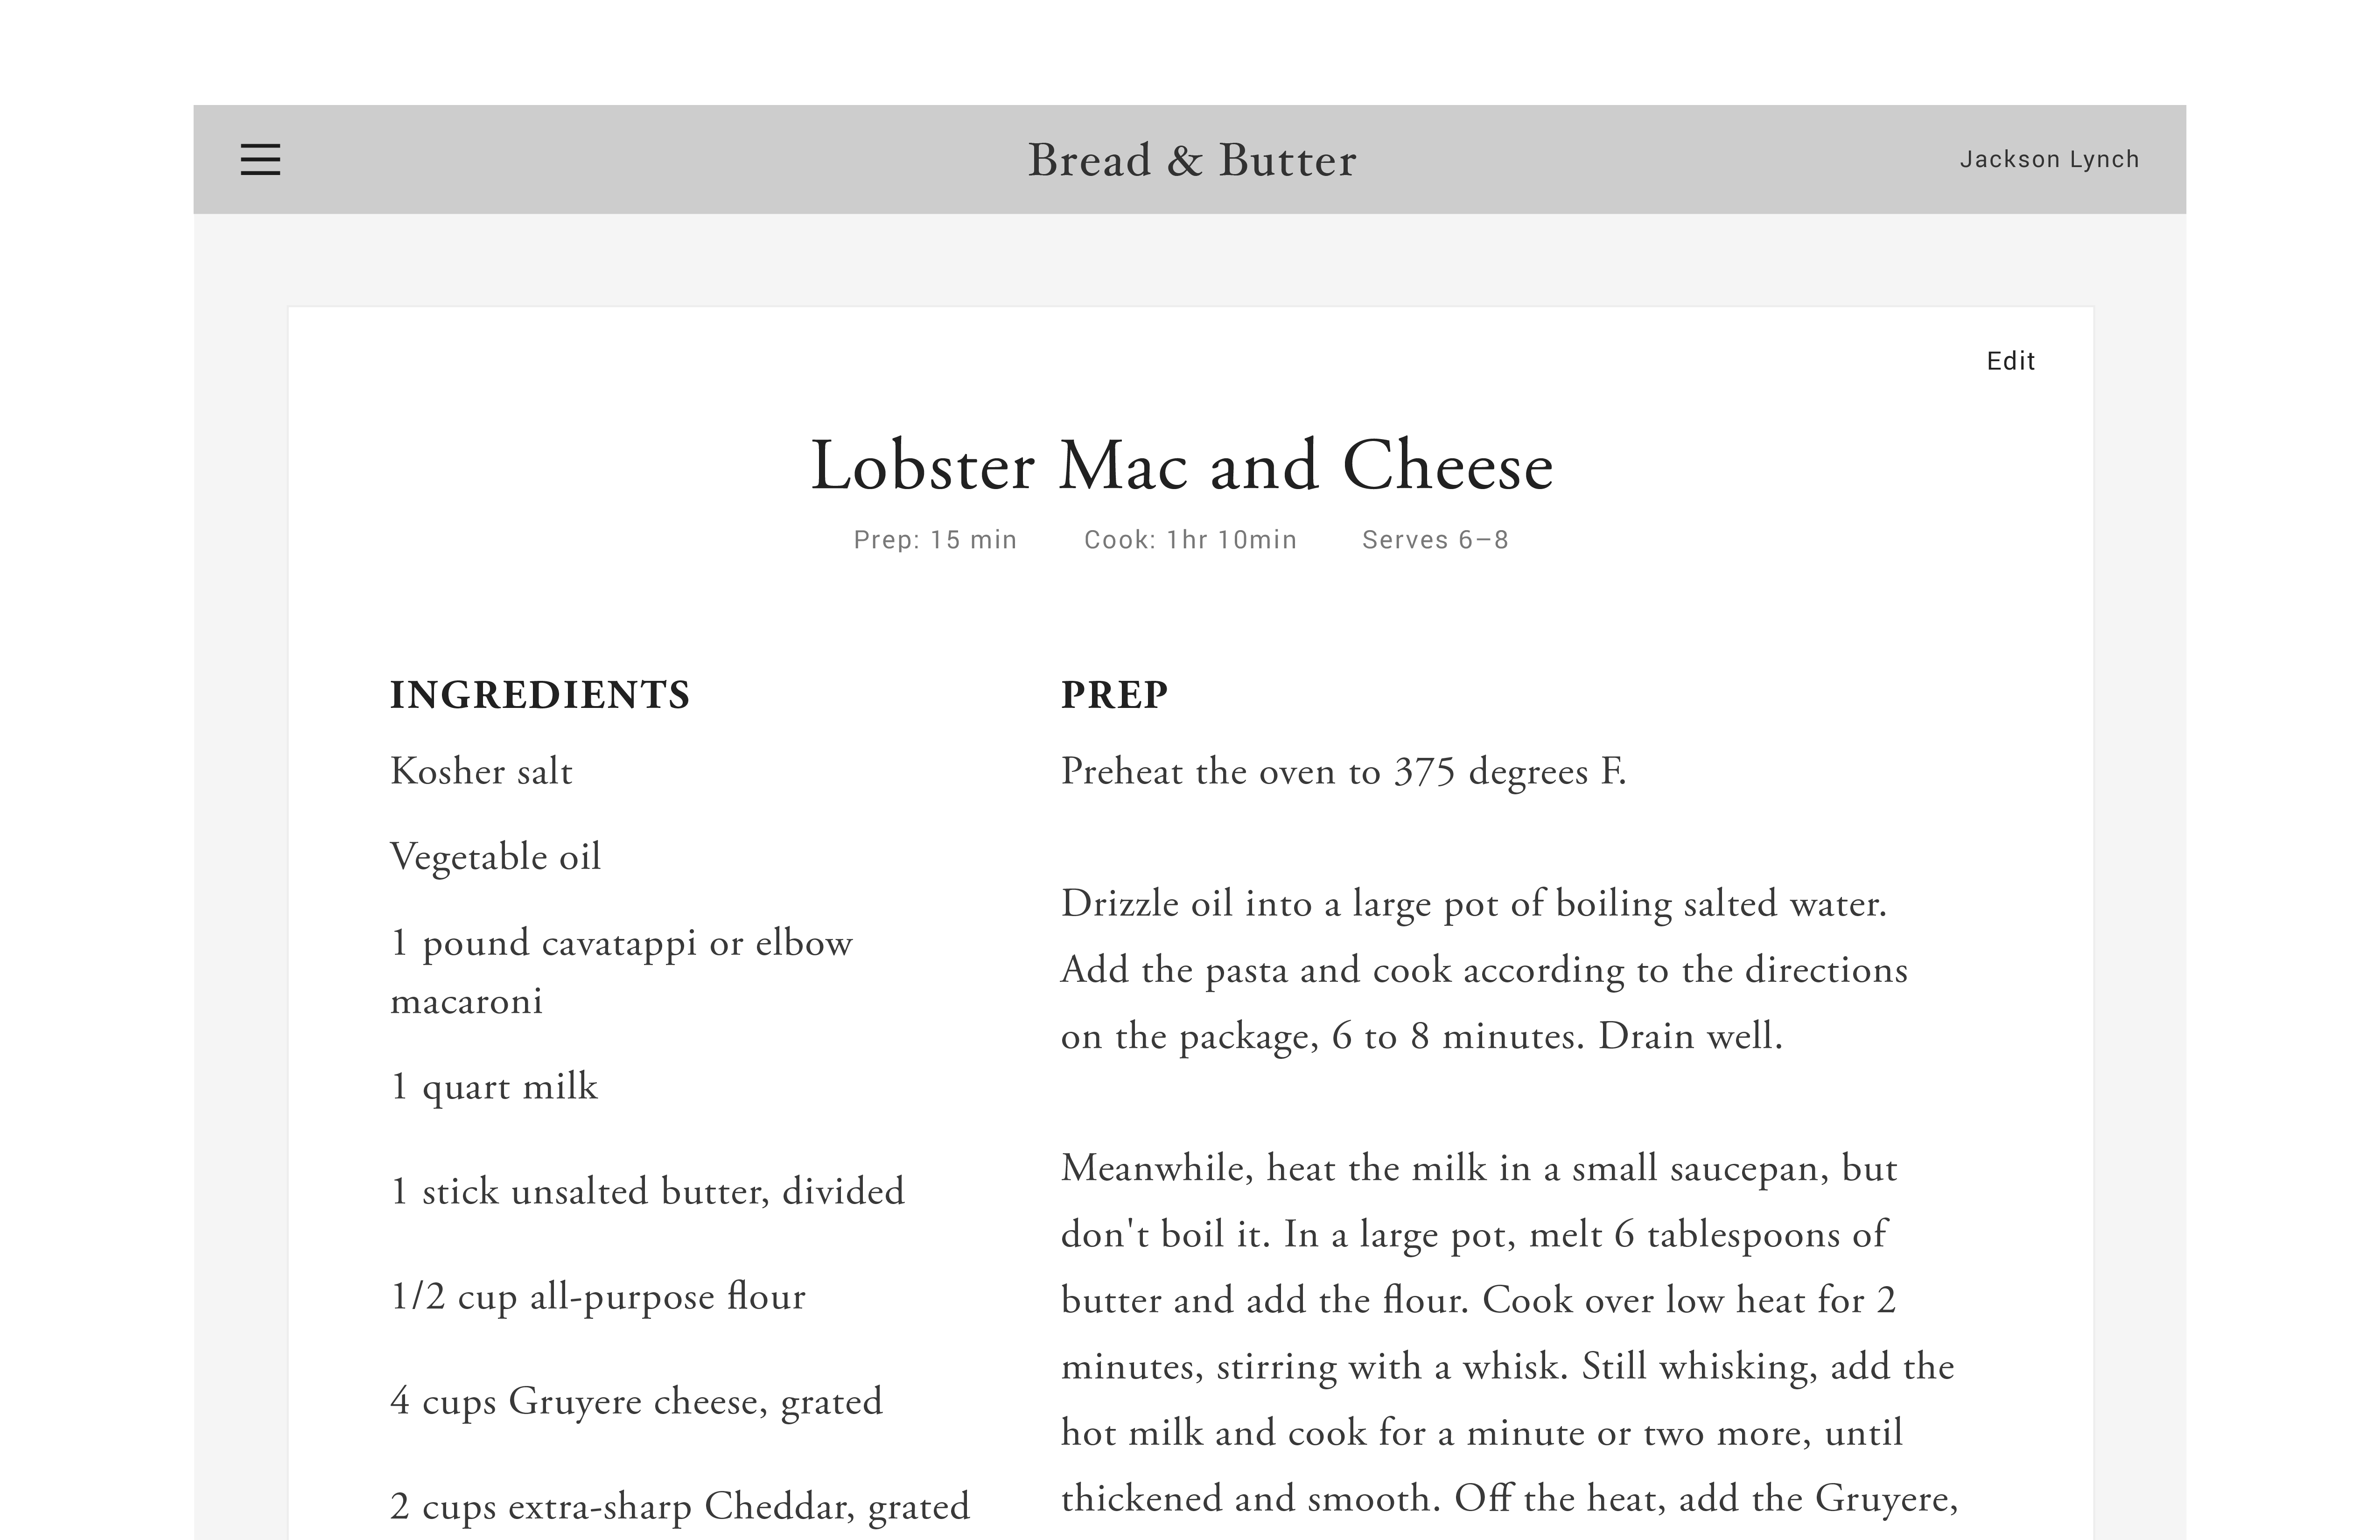 Bread & Butter
Jackson Lynch
Edit
Lobster Mac and Cheese
Prep: 15 min Cook: 1hr 10min Serves 6–8
INGREDIENTS
Kosher salt
Vegetable oil
1 pound cavatappi or elbow
macaroni
1 quart milk
1 stick unsalted butter, divided
1/2 cup all-purpose flour
4 cups Gruyere cheese, grated
2 cups extra-sharp Cheddar, grated
PREP
Preheat the oven to 375 degrees F.
Drizzle oil into a large pot of boiling salted water.
Add the pasta and cook according to the directions
on the package, 6 to 8 minutes. Drain well.
Meanwhile, heat the milk in a small saucepan, but
don't boil it. In a large pot, melt 6 tablespoons of
butter and add the flour. Cook over low heat for 2
minutes, stirring with a whisk. Still whisking, add the
hot milk and cook for a minute or two more, until
thickened and smooth. Off the heat, add the Gruyere,